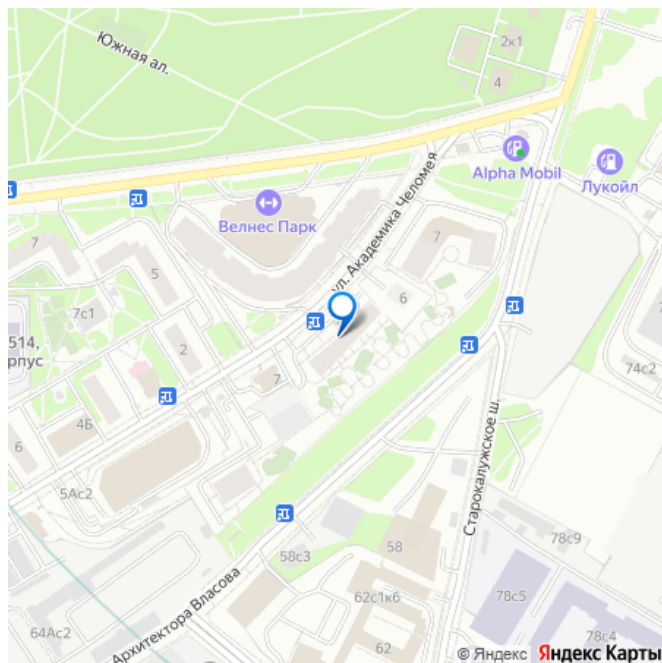 Южная ал.
2к1
4
Alpha Mobil
Лукойл
Велнес Парк
ул. Академика Челомея
7
7
5
6
7с1
514,
рпус
2
74с2
7
4Б
6
Старокалужское ш.
5Ас2
58
58с3
78с9
Архитектора Власова
62с1к6
78с5
64Ас2
62
78с4
© Яндекс Яндекс Карты